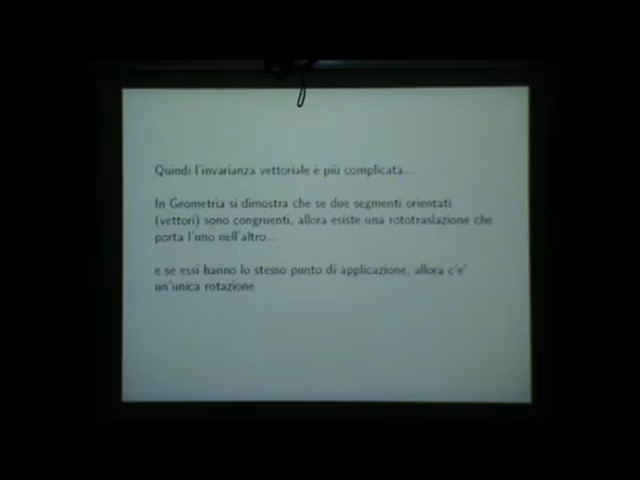 Quindi l'invarianza vettoriale è più complicata...
In Geometria si dimostra che se due segmenti orientati
(vettori) sono congruenti, allora esiste una rototraslazione che
porta l'uno nell'altro...
e se essi hanno lo stesso punto di applicazione, allora c'e'
un'unica rotazione